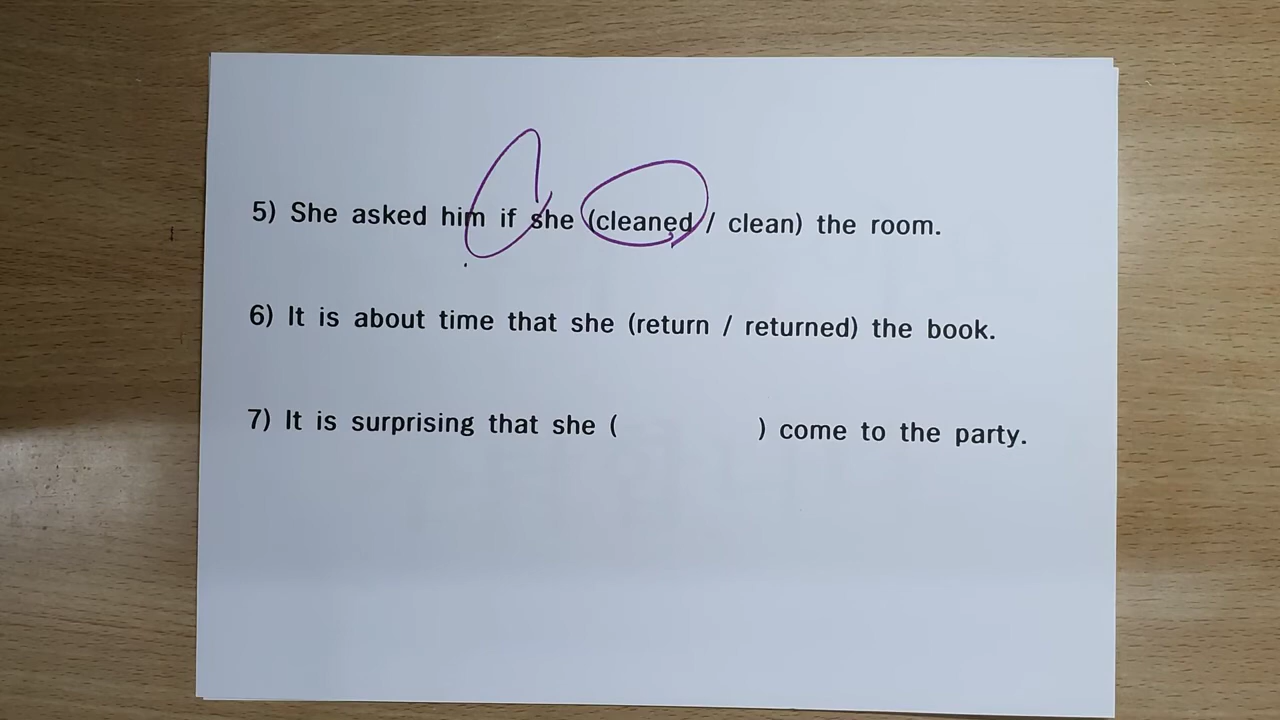 5) She asked him if she (cleaned / clean) the room.
6) It is about time that she (return / returned) the book.
7) It is surprising that she (          ) come to the party.